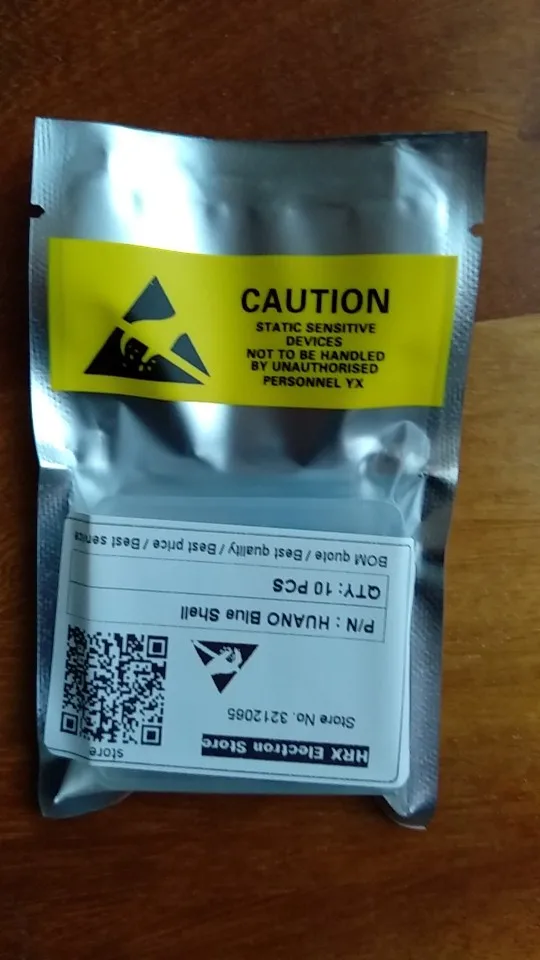 CAUTION
STATIC SENSITIVE
DEVICES
NOT TO BE HANDLED
BY UNAUTHORISED
PERSONNEL YX
HRX Electron Store
store
Store No. 3212065
P/N : HUANO Blue Shell
QTY: 10 PCS
BOM quote / Best quality / Best price / Best service